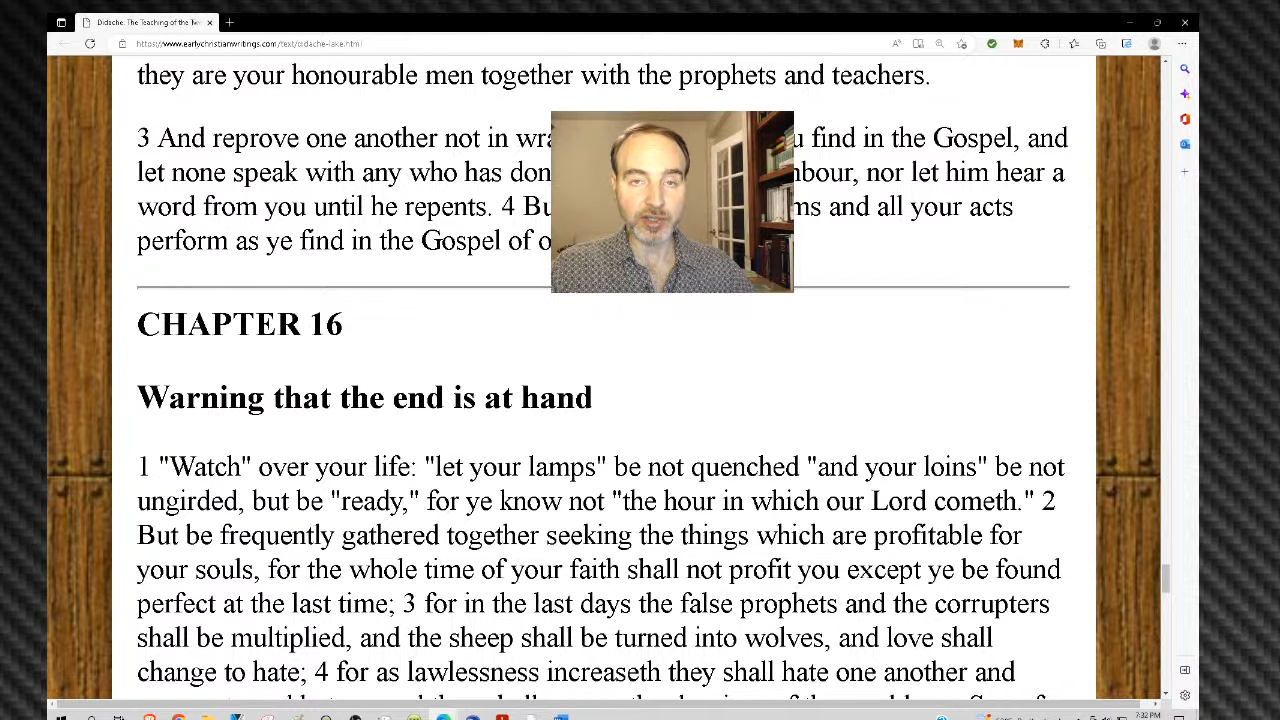 Didache. The Teaching of the Twe
https://www.earlychristianwritings.com/text/didache-lake.html
they are your honourable men together with the prophets and teachers.
3 And reprove one another not in wra u find in the Gospel, and
let none speak with any who has don nbour, nor let him hear a
word from you until he repents. 4 Bu ms and all your acts
perform as ye find in the Gospel of o
CHAPTER 16
Warning that the end is at hand
1 "Watch" over your life: "let your lamps" be not quenched "and your loins" be not
ungirded, but be "ready," for ye know not "the hour in which our Lord cometh." 2
But be frequently gathered together seeking the things which are profitable for
your souls, for the whole time of your faith shall not profit you except ye be found
perfect at the last time; 3 for in the last days the false prophets and the corrupters
shall be multiplied, and the sheep shall be turned into wolves, and love shall
change to hate; 4 for as lawlessness increaseth they shall hate one another and
7:32 PM